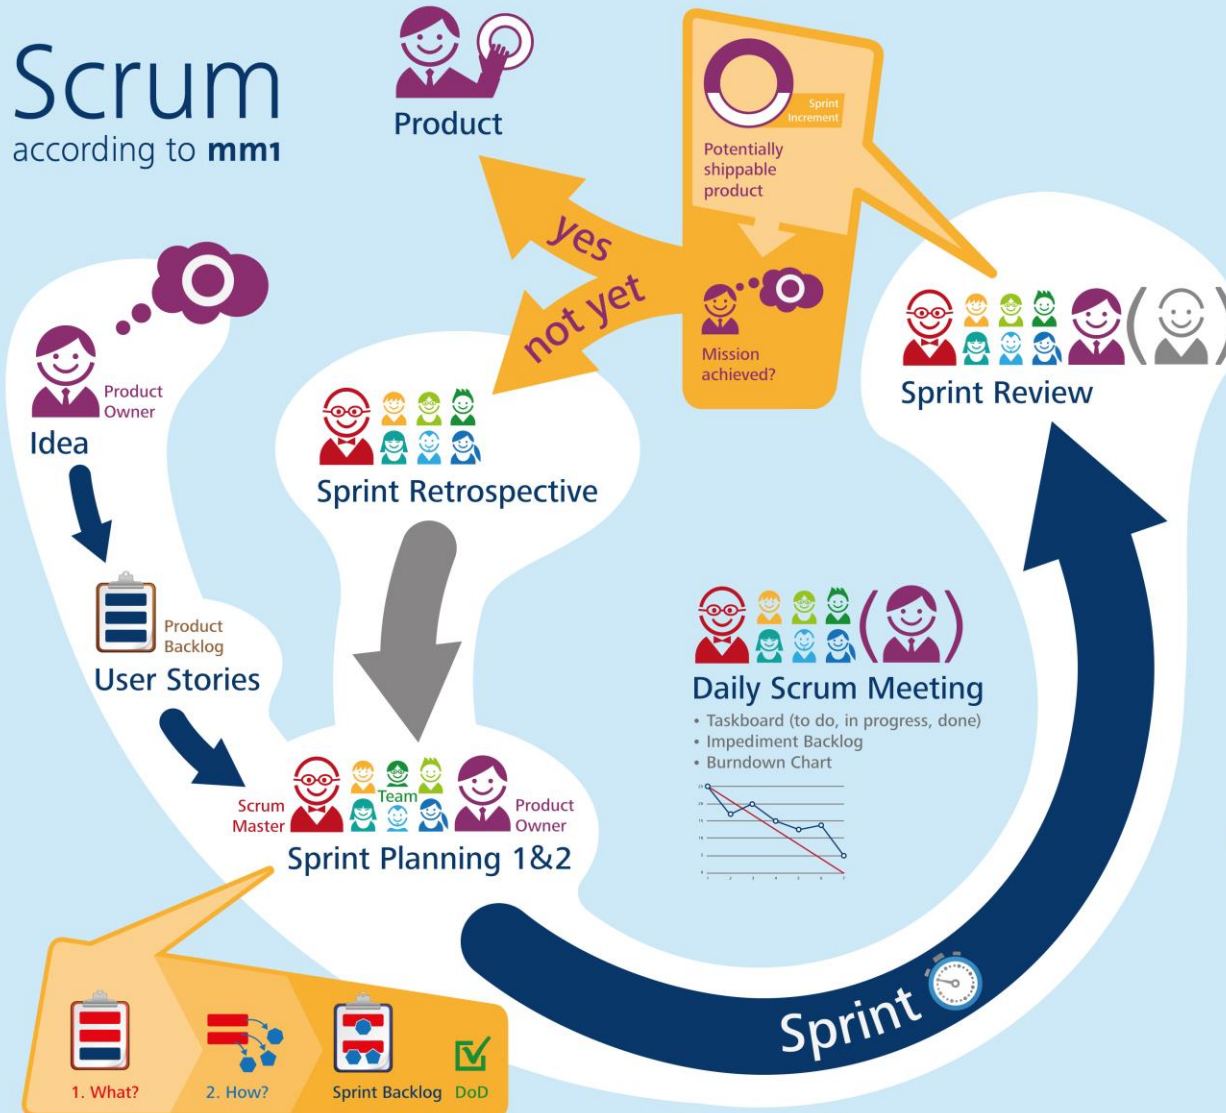 Scrum
according to mm1
Product
Sprint
Increment
Potentially
shippable
product
yes
not yet
Mission
achieved?
Product
Owner
Idea
Sprint Retrospective
Sprint Review
Product
Backlog
User Stories
Daily Scrum Meeting
• Taskboard (to do, in progress, done)
• Impediment Backlog
• Burndown Chart
Scrum
Master
Team
Product
Owner
Sprint Planning 1&2
Sprint
1. What?
2. How?
Sprint Backlog
DoD